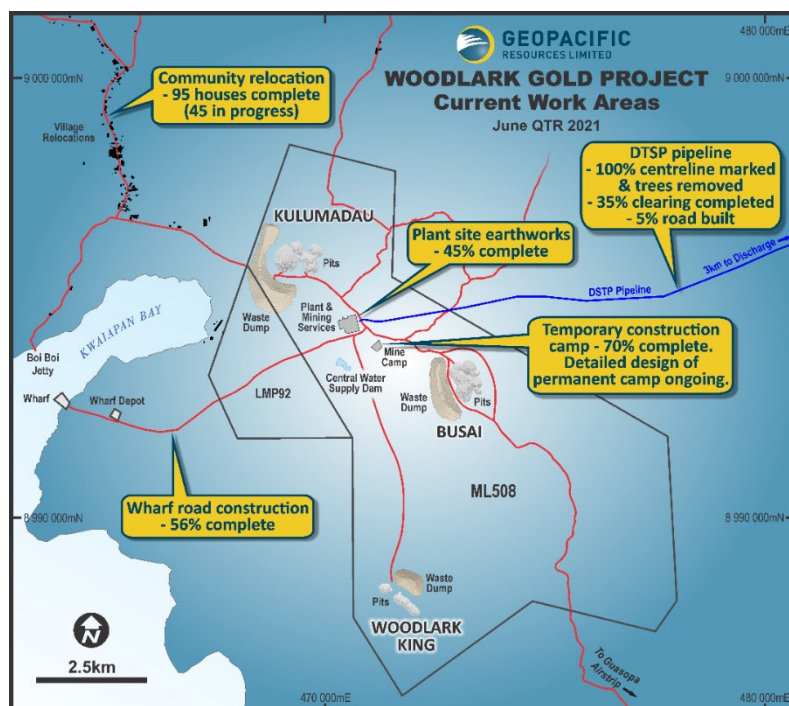 GEOPACIFIC
RESOURCES LIMITED
WOODLARK GOLD PROJECT
Current Work Areas
June QTR 2021
480 000mE
9 000 000mN
9 000 000mN
Community relocation
- 95 houses complete
(45 in progress)
Village
Relocations
DTSP pipeline
- 100% centreline marked
& trees removed
- 35% clearing completed
- 5% road built
KULUMADAU
Pits
Waste
Dump
Plant site earthworks
- 45% complete
3km to Discharge
DSTP Pipeline
Plant &
Mining
Services
KWAIAPAN BAY
Boi Boi
Jetty
Wharf
Wharf Depot
LMP92
Central Water
Supply Dam
Mine
Camp
Temporary construction
camp - 70% complete.
Detailed design of
permanent camp ongoing.
Waste
Dump
Pits
BUSAI
ML508
Wharf road construction
- 56% complete
8 990 000mN
8 990 000mN
Waste
Dump
Pits
WOODLARK
KING
N
2.5km
To Guasopa
Airstrip
470 000mE
480 000mE